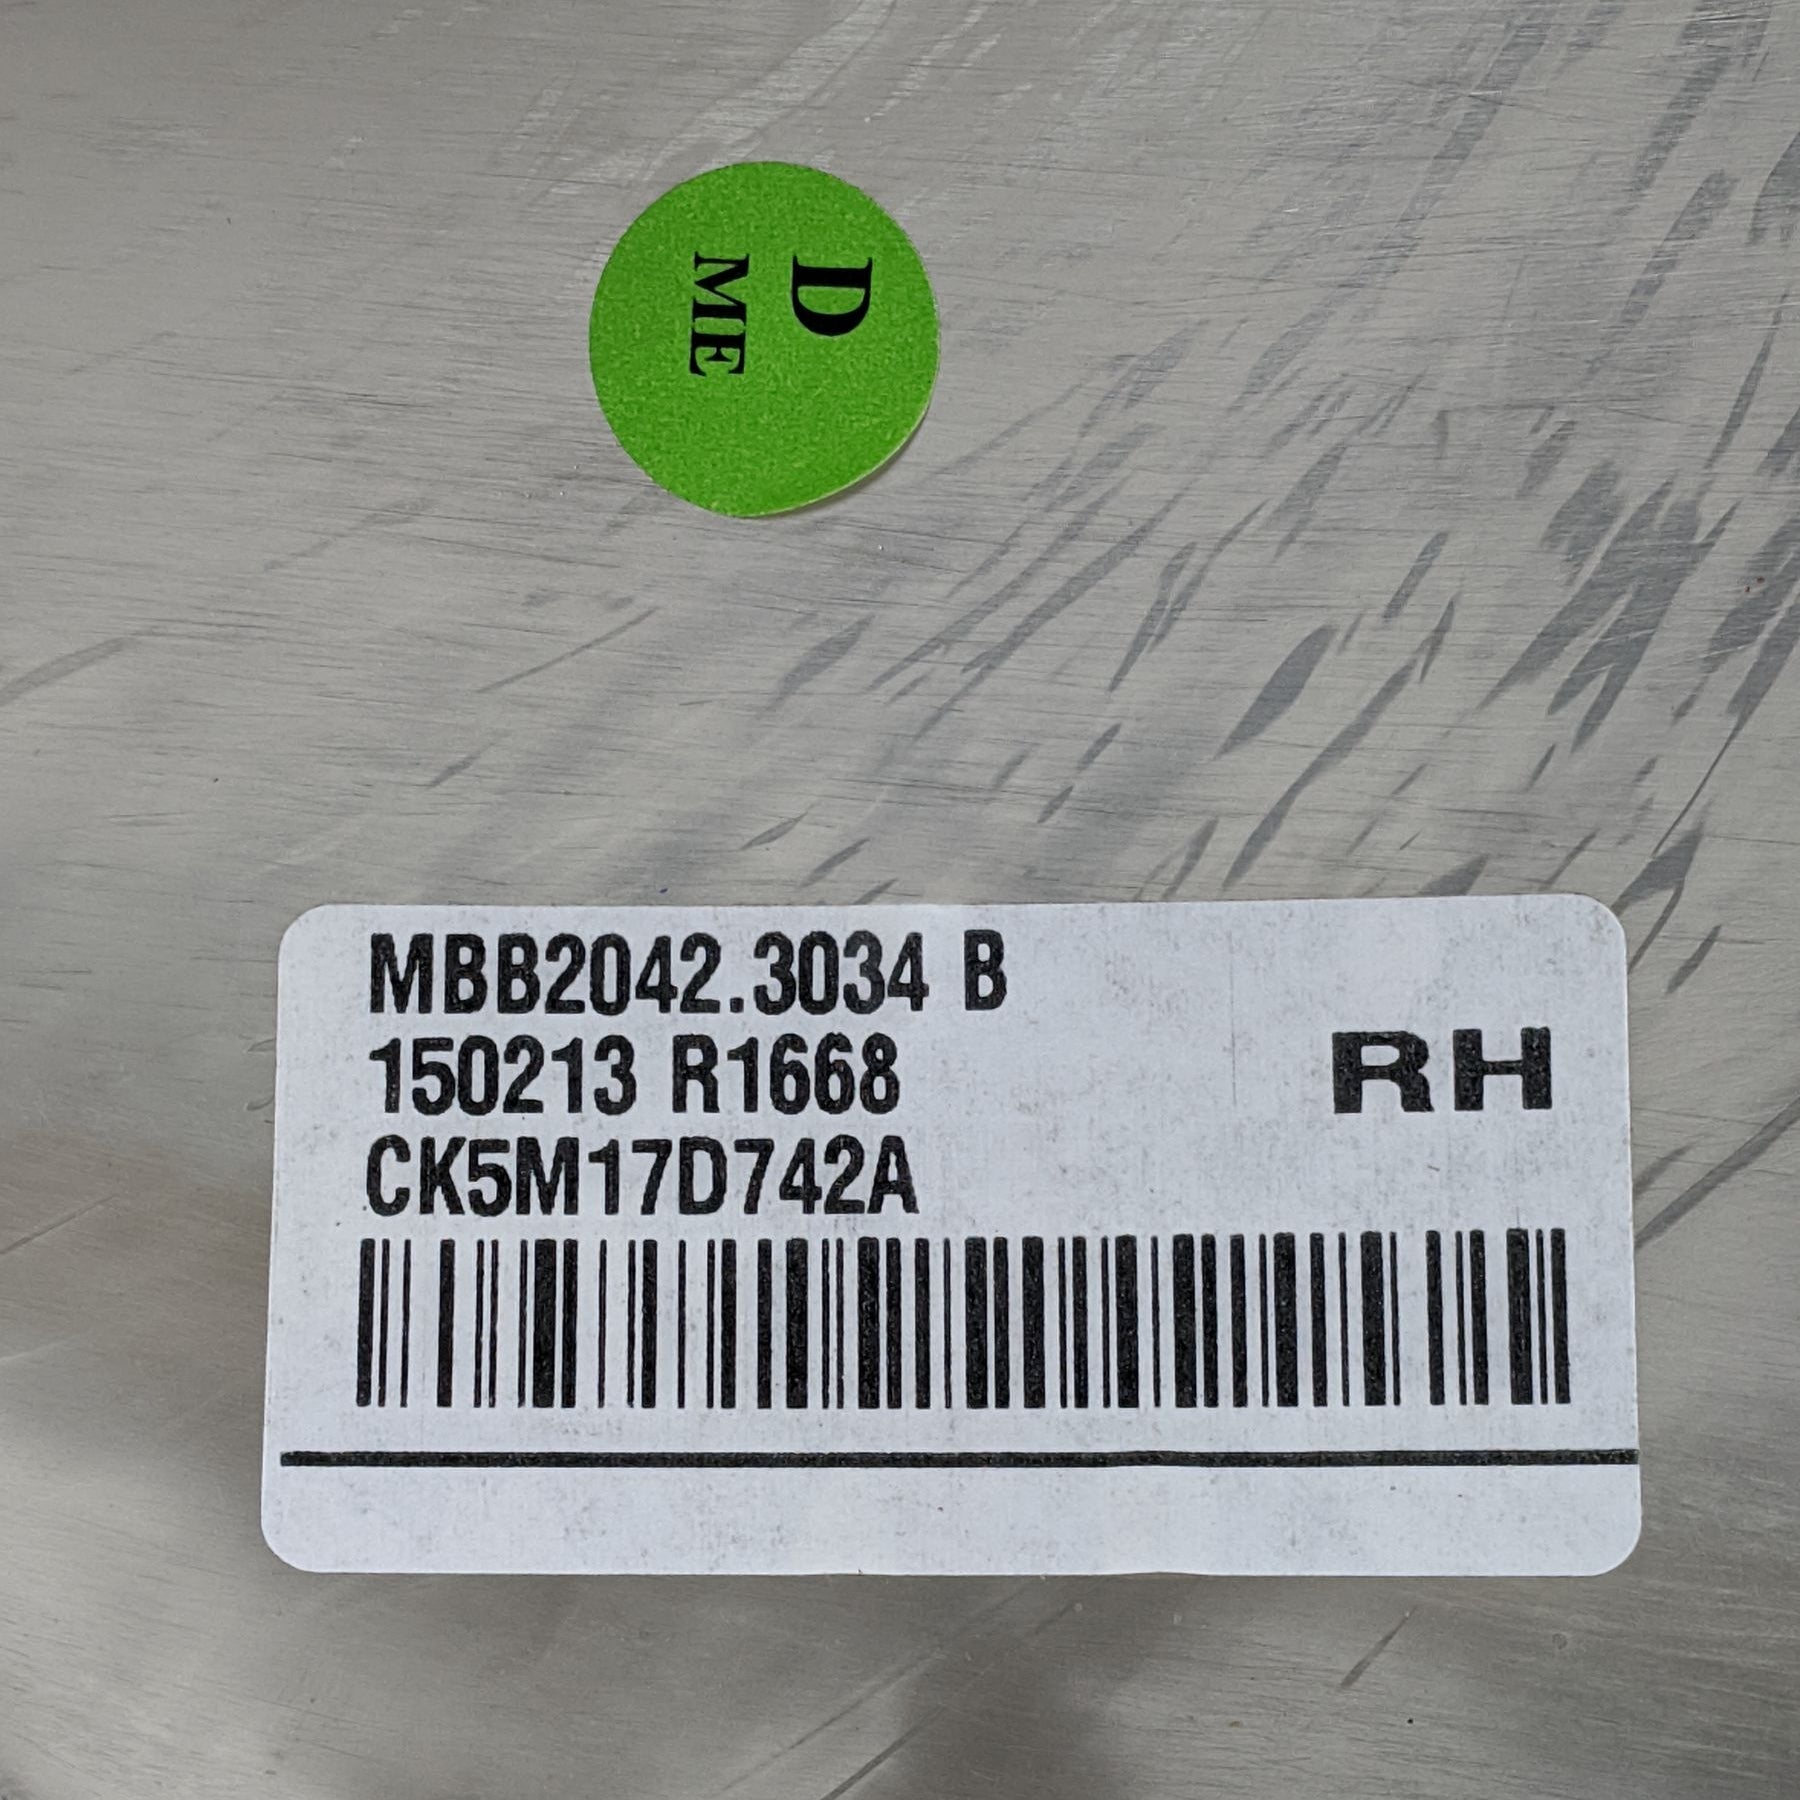 D
ME
MBB2042.3034 B
150213 R1668
RH
CK5M17D742A